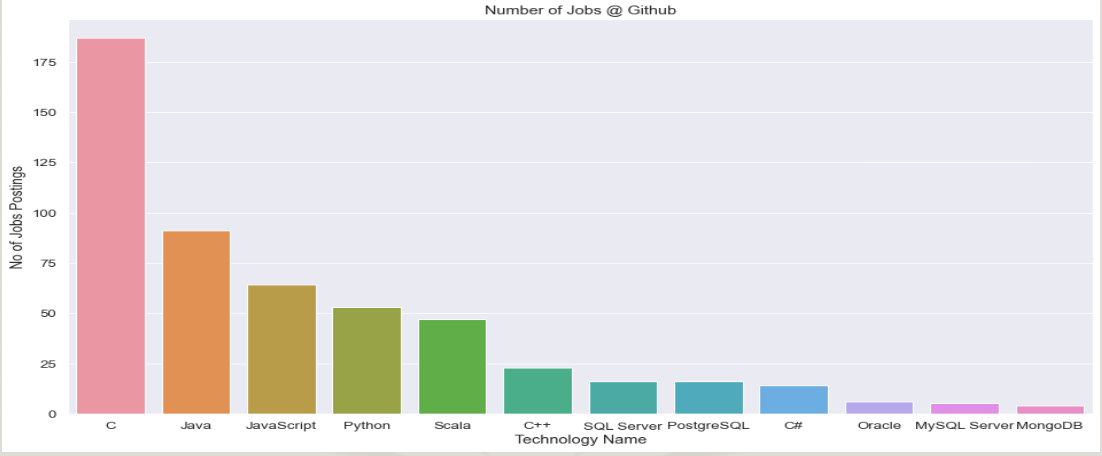 Number of Jobs @ Github
No of Jobs Postings
175
150
125
100
75
50
25
0
C Java JavaScript Python Scala C++ SQL Server PostgreSQL C# Oracle MySQL Server MongoDB
Technology Name